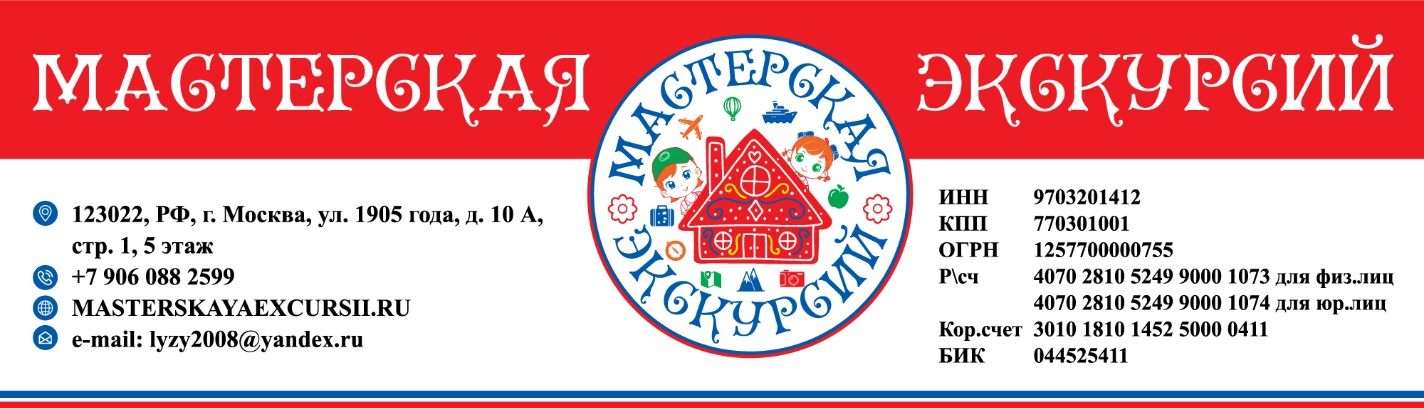 МАСТЕРСКАЯ
ЭКСКУРСИЙ
МАСТЕРСКАЯ
ЭКСКУРСИЙ
123022, РФ, г. Москва, ул. 1905 года, д. 10 А,
стр. 1, 5 этаж
+7 906 088 2599
MASTERSKAYAEXCURSII.RU
e-mail: lyzy2008@yandex.ru
ИНН 9703201412
КПП 770301001
ОГРН 1257700000755
Р\сч 4070 2810 5249 9000 1073 для физ.лиц
4070 2810 5249 9000 1074 для юр.лиц
Кор.счет 3010 1810 1452 5000 0411
БИК 044525411